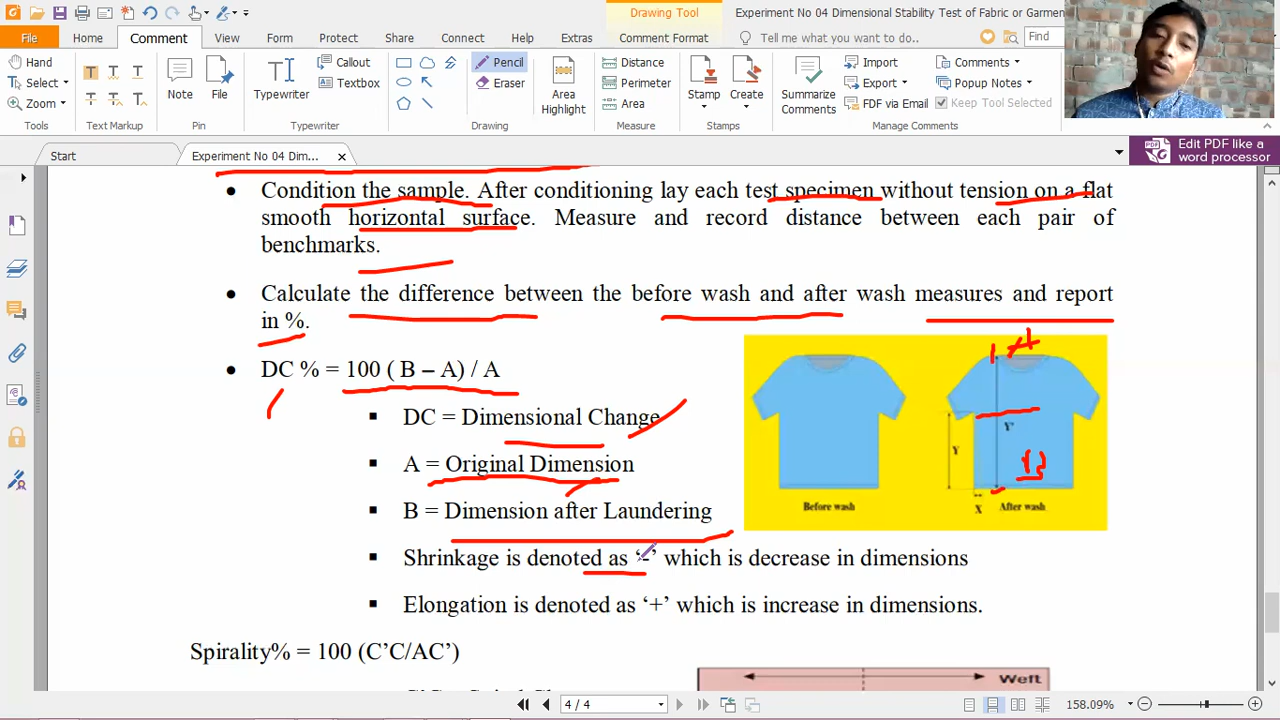 Drawing Tool
Experiment No 04 Dimensional Stability Test of Fabric or Garmen
File
Home
Comment
View
Form
Protect
Share
Connect
Help
Extras
Comment Format
Tell me what you want to do...
Find
Hand
Select
Zoom
Tools
Text Markup
Note
File
Pin
Typewriter
Callout
Textbox
Typewriter
Pencil
Eraser
Area Highlight
Drawing
Distance
Perimeter
Area
Measure
Stamp
Create
Stamps
Summarize Comments
Import
Export
FDF via Email
Comments
Popup Notes
Keep Tool Selected
Manage Comments
Start
Experiment No 04 Dim...
Edit PDF like a word processor
• Condition the sample. After conditioning lay each test specimen without tension on a flat
smooth horizontal surface. Measure and record distance between each pair of
benchmarks.
• Calculate the difference between the before wash and after wash measures and report
in %.
• DC % = 100 ( B – A) / A
▪ DC = Dimensional Change
▪ A = Original Dimension
▪ B = Dimension after Laundering
▪ Shrinkage is denoted as ‘-’ which is decrease in dimensions
▪ Elongation is denoted as ‘+’ which is increase in dimensions.
A
Y
Y'
X
Before wash
After wash
Spirality% = 100 (C’C/AC’)
Weft
4 / 4
158.09%